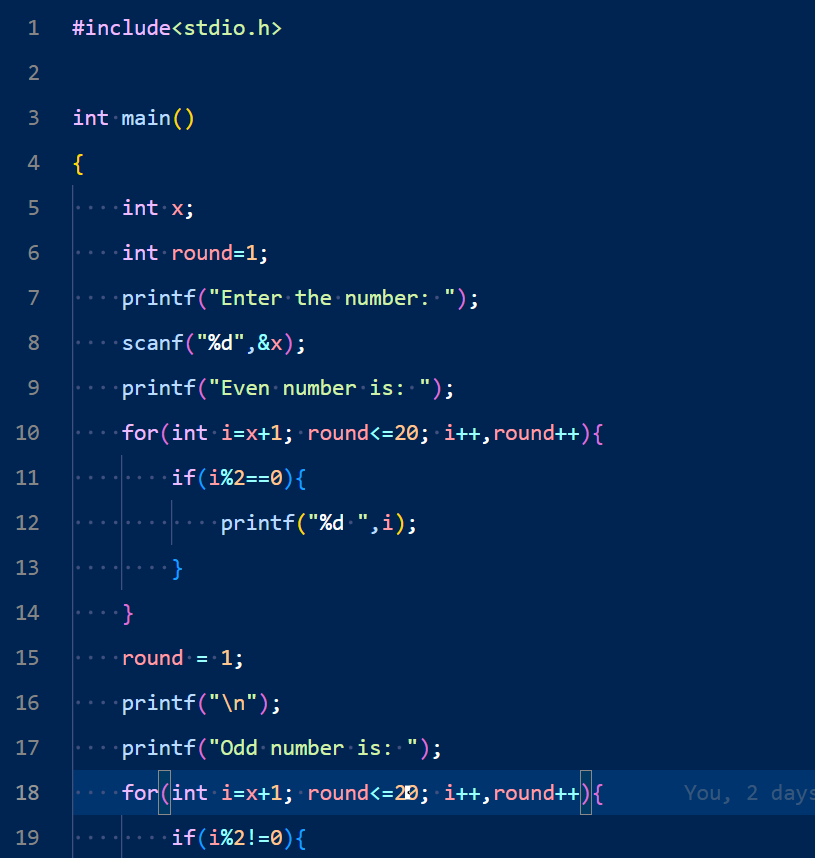 1 #include<stdio.h>
2
3 int main()
4 {
5     int x;
6     int round=1;
7     printf("Enter the number: ");
8     scanf("%d",&x);
9     printf("Even number is: ");
10     for(int i=x+1; round<=20; i++,round++){
11         if(i%2==0){
12             printf("%d ",i);
13         }
14     }
15     round = 1;
16     printf("\n");
17     printf("Odd number is: ");
18     for(int i=x+1; round<=20; i++,round++){ You, 2 days
19         if(i%2!=0){